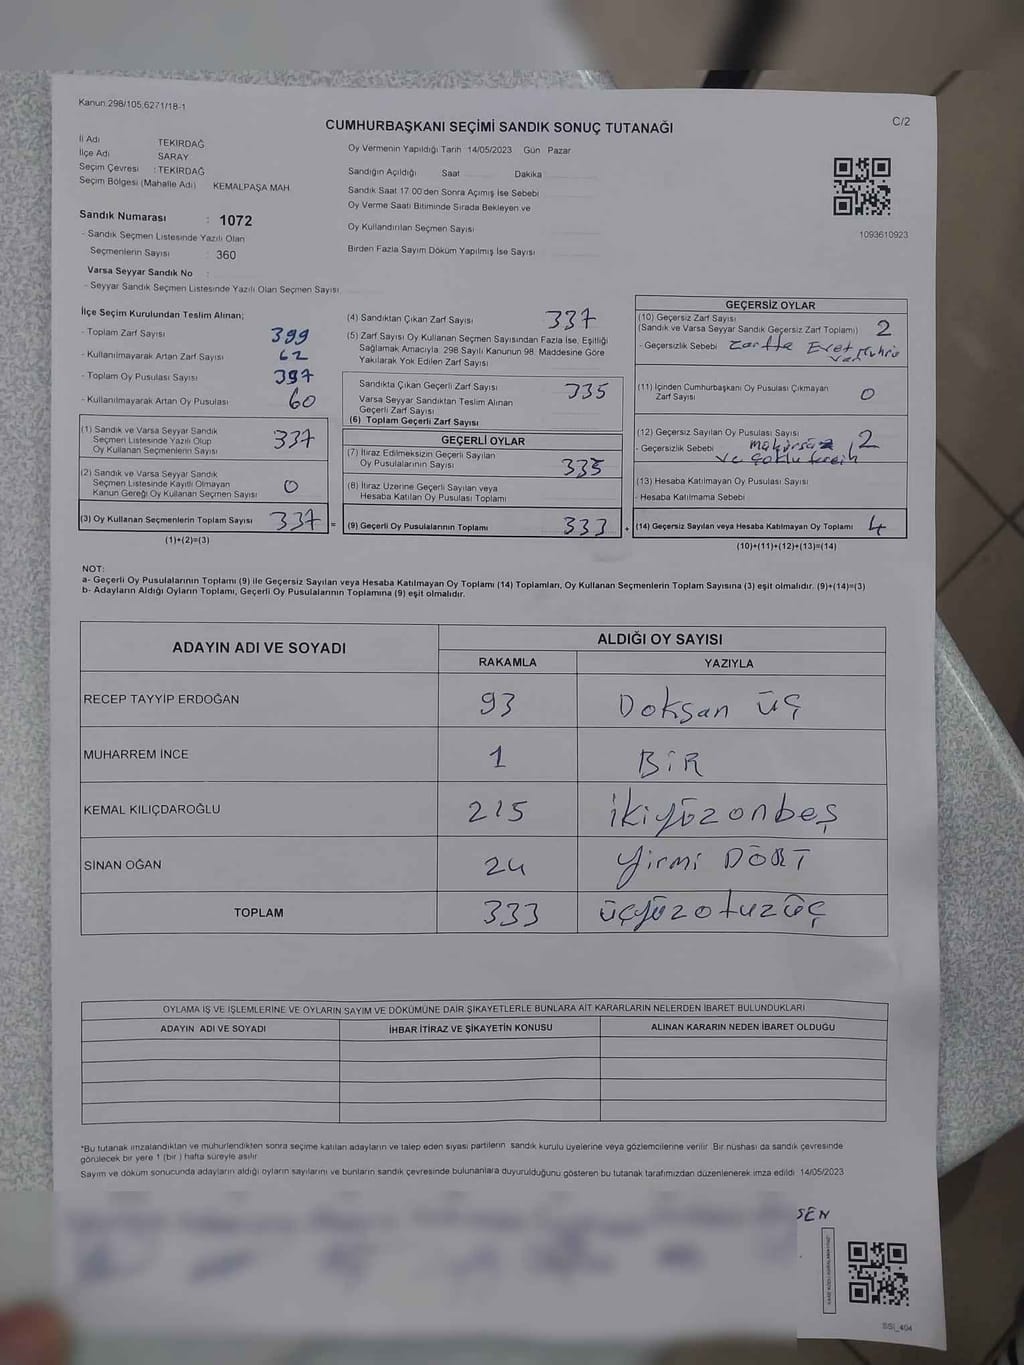 Kanun:298/105,6271/18-1
C/2
CUMHURBAŞKANI SEÇİMİ SANDIK SONUÇ TUTANAĞI
İl Adı TEKİRDAĞ
İlçe Adı SARAY
Seçim Çevresi : TEKİRDAĞ
Seçim Bölgesi (Mahalle Adı) KEMALPAŞA MAH
Sandık Numarası : 1072
- Sandık Seçmen Listesinde Yazılı Olan
Seçmenlerin Sayısı : 360
Varsa Seyyar Sandık No :
- Seyyar Sandık Seçmen Listesinde Yazılı Olan Seçmen Sayısı
Oy Vermenin Yapıldığı Tarih 14/05/2023 Gün Pazar
Sandığın Açıldığı Saat Dakika
Sandık Saat 17 00'den Sonra Açımış İse Sebebi
Oy Verme Saati Bitiminde Sırada Bekleyen ve
Oy Kullandırılan Seçmen Sayısı
Birden Fazla Sayım Döküm Yapılmış İse Sayısı
1093610923
İlçe Seçim Kurulundan Teslim Alınan;
- Toplam Zarf Sayısı 399
- Kullanılmayarak Artan Zarf Sayısı 62
- Toplam Oy Pusulası Sayısı 397
- Kullanılmayarak Artan Oy Pusulası 60
(1) Sandık ve Varsa Seyyar Sandık
Seçmen Listesinde Yazılı Olup
Oy Kullanan Seçmenlerin Sayısı 337
(2) Sandık ve Varsa Seyyar Sandık
Seçmen Listesinde Kayıtlı Olmayan
Kanun Gereği Oy Kullanan Seçmen Sayısı 0
(3) Oy Kullanan Seçmenlerin Toplam Sayısı 337 =
(1)+(2)=(3)
(4) Sandıktan Çıkan Zarf Sayısı 337
(5) Zarf Sayısı Oy Kullanan Seçmen Sayısından Fazla İse, Eşitliği
Sağlamak Amacıyla 298 Sayılı Kanunun 98. Maddesine Göre
Yakılarak Yok Edilen Zarf Sayısı
Sandıkta Çıkan Geçerli Zarf Sayısı 335
Varsa Seyyar Sandıktan Teslim Alınan
Geçerli Zarf Sayısı
(6) Toplam Geçerli Zarf Sayısı
GEÇERLİ OYLAR
(7) İtiraz Edilmeksizin Geçerli Sayılan
Oy Pusulalarının Sayısı 333
(8) İtiraz Üzerine Geçerli Sayılan veya
Hesaba Katılan Oy Pusulası Toplamı
(9) Geçerli Oy Pusulalarının Toplamı 333 +
GEÇERSİZ OYLAR
(10) Geçersiz Zarf Sayısı
(Sandık ve Varsa Seyyar Sandık Geçersiz Zarf Toplamı) 2
- Geçersizlik Sebebi zarfta Evet mührü
var
(11) İçinden Cumhurbaşkanı Oy Pusulası Çıkmayan
Zarf Sayısı 0
(12) Geçersiz Sayılan Oy Pusulası Sayısı 2
- Geçersizlik Sebebi mühürsüz
ve çoklu tercih
(13) Hesaba Katılmayan Oy Pusulası Sayısı
- Hesaba Katılmama Sebebi
(14) Geçersiz Sayılan veya Hesaba Katılmayan Oy Toplamı 4
(10)+(11)+(12)+(13)=(14)
NOT:
a- Geçerli Oy Pusulalarının Toplamı (9) ile Geçersiz Sayılan veya Hesaba Katılmayan Oy Toplamı (14) Toplamları, Oy Kullanan Seçmenlerin Toplam Sayısına (3) eşit olmalıdır. (9)+(14)=(3)
b- Adayların Aldığı Oyların Toplamı, Geçerli Oy Pusulalarının Toplamına (9) eşit olmalıdır.
ADAYIN ADI VE SOYADI
ALDIĞI OY SAYISI
RAKAMLA YAZIYLA
RECEP TAYYİP ERDOĞAN 93 Doksan üç
MUHARREM İNCE 1 BİR
KEMAL KILIÇDAROĞLU 215 ikiyüzonbeş
SİNAN OĞAN 24 yirmi DÖRT
TOPLAM 333 üçyüzotuzüç
OYLAMA İŞ VE İŞLEMLERİNE VE OYLARIN SAYIM VE DÖKÜMÜNE DAİR ŞİKAYETLERLE BUNLARA AİT KARARLARIN NELERDEN İBARET BULUNDUKLARI
ADAYIN ADI VE SOYADI İHBAR İTİRAZ VE ŞİKAYETİN KONUSU ALINAN KARARIN NEDEN İBARET OLDUĞU
*Bu tutanak imzalandıktan ve mühürlendikten sonra seçime katılan adayların ve talep eden siyasi partilerin sandık kurulu üyelerine veya gözlemcilerine verilir. Bir nüshası da sandık çevresinde
görülecek bir yere 1 (bir ) hafta süreyle asılır
Sayım ve döküm sonucunda adayların aldığı oyların sayılarını ve bunların sandık çevresinde bulunanlara duyurulduğunu gösteren bu tutanak tarafımızdan düzenlenerek imza edildi 14/05/2023
ŞEN
SSİ_404